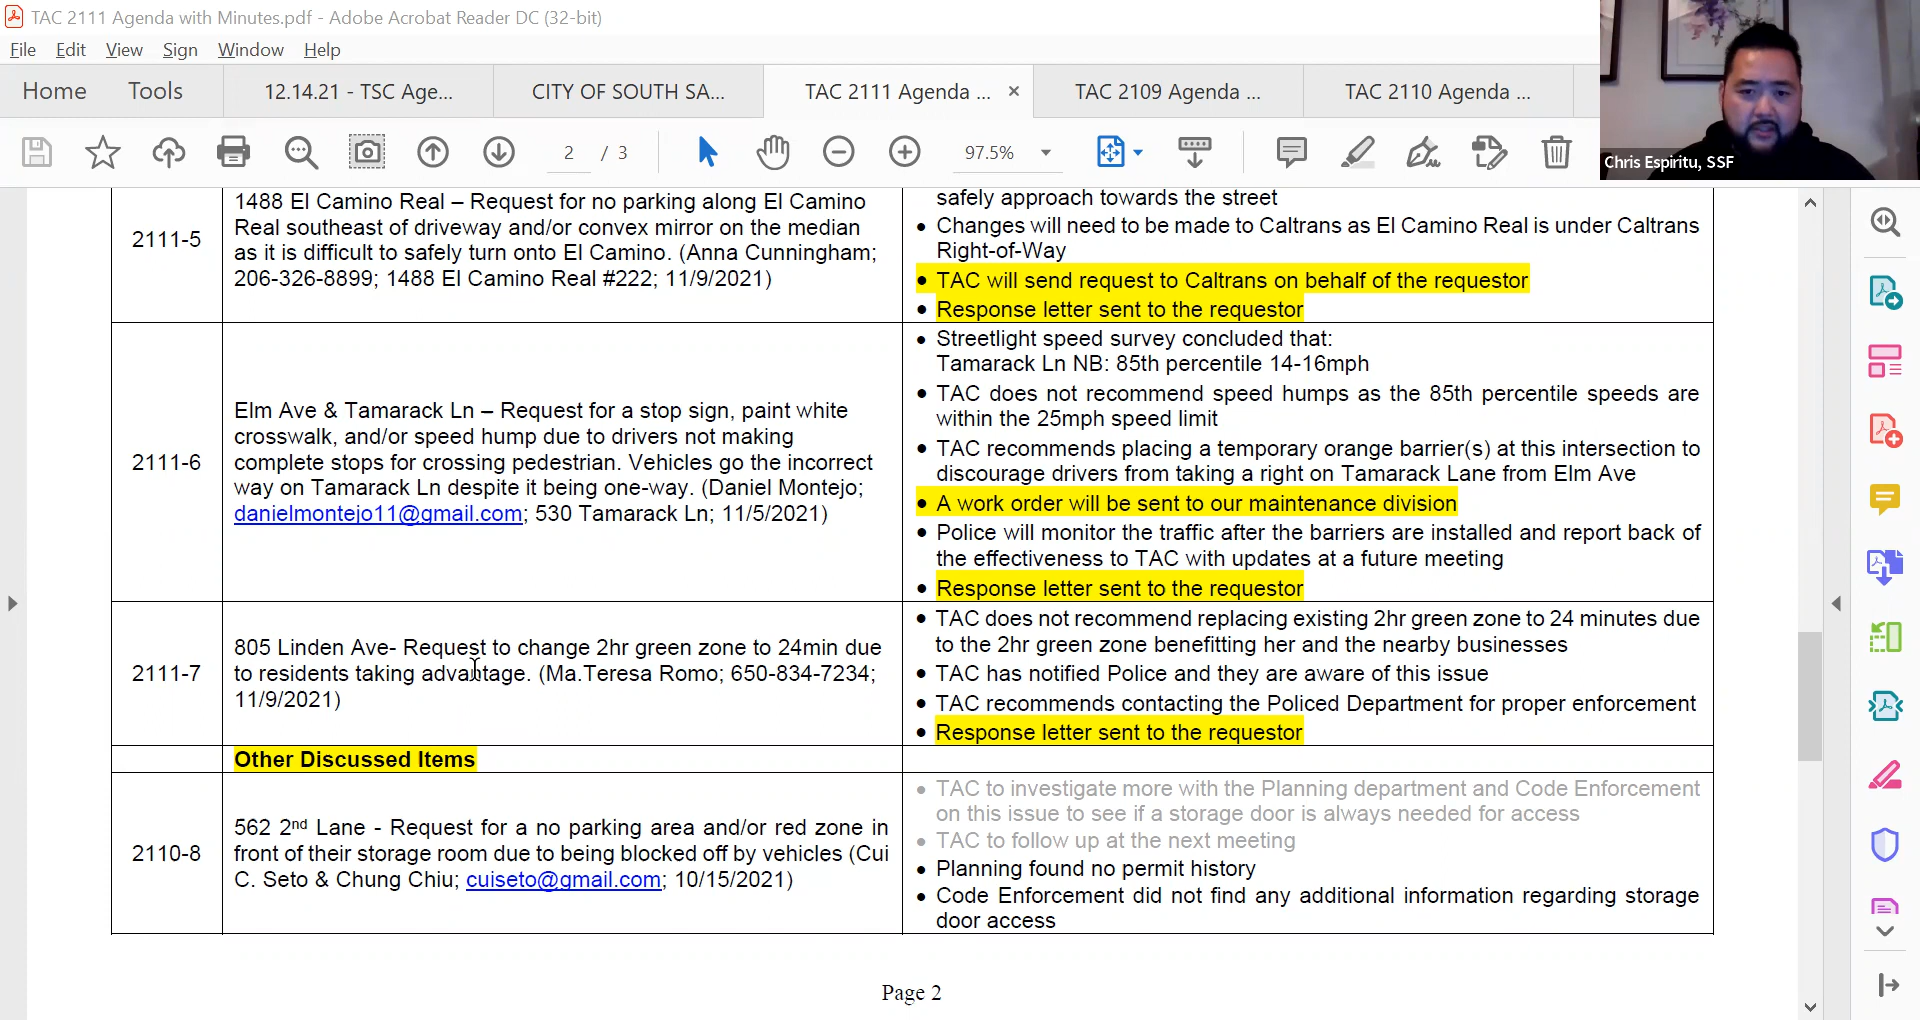 TAC 2111 Agenda with Minutes.pdf - Adobe Acrobat Reader DC (32-bit)
File Edit View Sign Window Help
Home Tools 12.14.21 - TSC Age... CITY OF SOUTH SA... TAC 2111 Agenda ... × TAC 2109 Agenda ... TAC 2110 Agenda ...
2 / 3 97.5%
Chris Espiritu, SSF
2111-5
1488 El Camino Real – Request for no parking along El Camino
Real southeast of driveway and/or convex mirror on the median
as it is difficult to safely turn onto El Camino. (Anna Cunningham;
206-326-8899; 1488 El Camino Real #222; 11/9/2021)
safely approach towards the street
• Changes will need to be made to Caltrans as El Camino Real is under Caltrans
Right-of-Way
• TAC will send request to Caltrans on behalf of the requestor
• Response letter sent to the requestor
2111-6
Elm Ave & Tamarack Ln – Request for a stop sign, paint white
crosswalk, and/or speed hump due to drivers not making
complete stops for crossing pedestrian. Vehicles go the incorrect
way on Tamarack Ln despite it being one-way. (Daniel Montejo;
danielmontejo11@gmail.com; 530 Tamarack Ln; 11/5/2021)
• Streetlight speed survey concluded that:
Tamarack Ln NB: 85th percentile 14-16mph
• TAC does not recommend speed humps as the 85th percentile speeds are
within the 25mph speed limit
• TAC recommends placing a temporary orange barrier(s) at this intersection to
discourage drivers from taking a right on Tamarack Lane from Elm Ave
• A work order will be sent to our maintenance division
• Police will monitor the traffic after the barriers are installed and report back of
the effectiveness to TAC with updates at a future meeting
• Response letter sent to the requestor
2111-7
805 Linden Ave- Request to change 2hr green zone to 24min due
to residents taking advantage. (Ma.Teresa Romo; 650-834-7234;
11/9/2021)
• TAC does not recommend replacing existing 2hr green zone to 24 minutes due
to the 2hr green zone benefitting her and the nearby businesses
• TAC has notified Police and they are aware of this issue
• TAC recommends contacting the Policed Department for proper enforcement
• Response letter sent to the requestor
Other Discussed Items
2110-8
562 2nd Lane - Request for a no parking area and/or red zone in
front of their storage room due to being blocked off by vehicles (Cui
C. Seto & Chung Chiu; cuiseto@gmail.com; 10/15/2021)
• TAC to investigate more with the Planning department and Code Enforcement
on this issue to see if a storage door is always needed for access
• TAC to follow up at the next meeting
• Planning found no permit history
• Code Enforcement did not find any additional information regarding storage
door access
Page 2